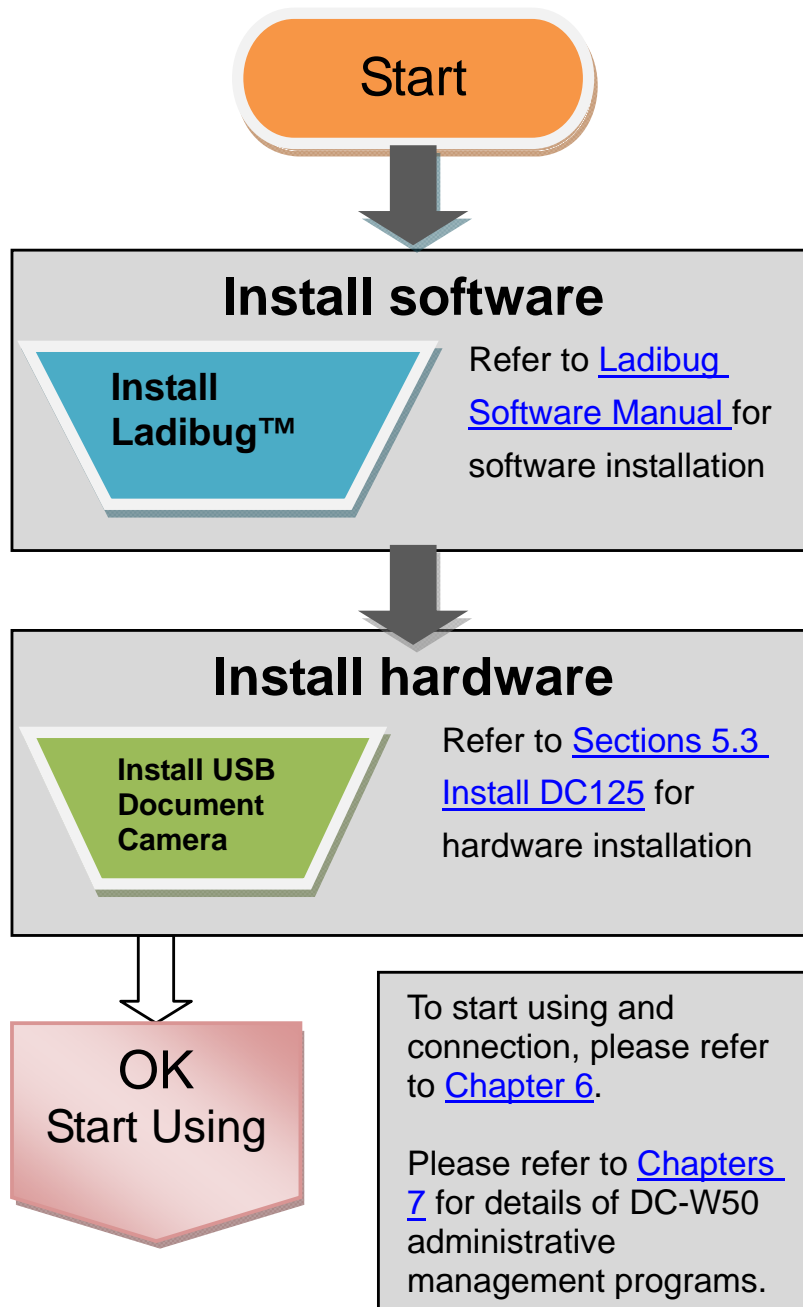 Start
Install software
Install
Ladibug™
Refer to Ladibug
Software Manual for
software installation
Install hardware
Install USB
Document
Camera
Refer to Sections 5.3
Install DC125 for
hardware installation
OK
Start Using
To start using and
connection, please refer
to Chapter 6.
Please refer to Chapters
7 for details of DC-W50
administrative
management programs.